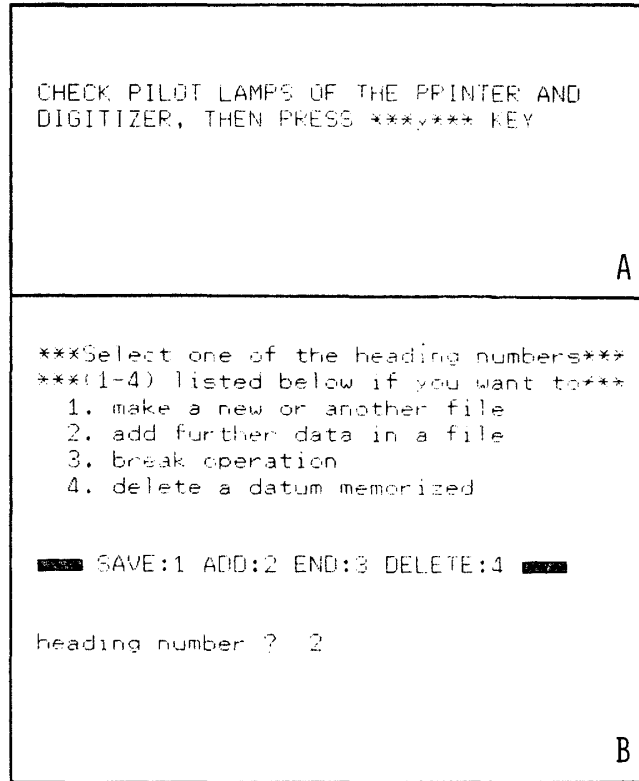 CHECK PILOT LAMPS OF THE PRINTER AND
DIGITIZER, THEN PRESS ***y*** KEY
A
***Select one of the heading numbers***
***(1-4) listed below if you want to***
1. make a new or another file
2. add further data in a file
3. break operation
4. delete a datum memorized
SAVE:1 ADD:2 END:3 DELETE:4
heading number ? 2
B